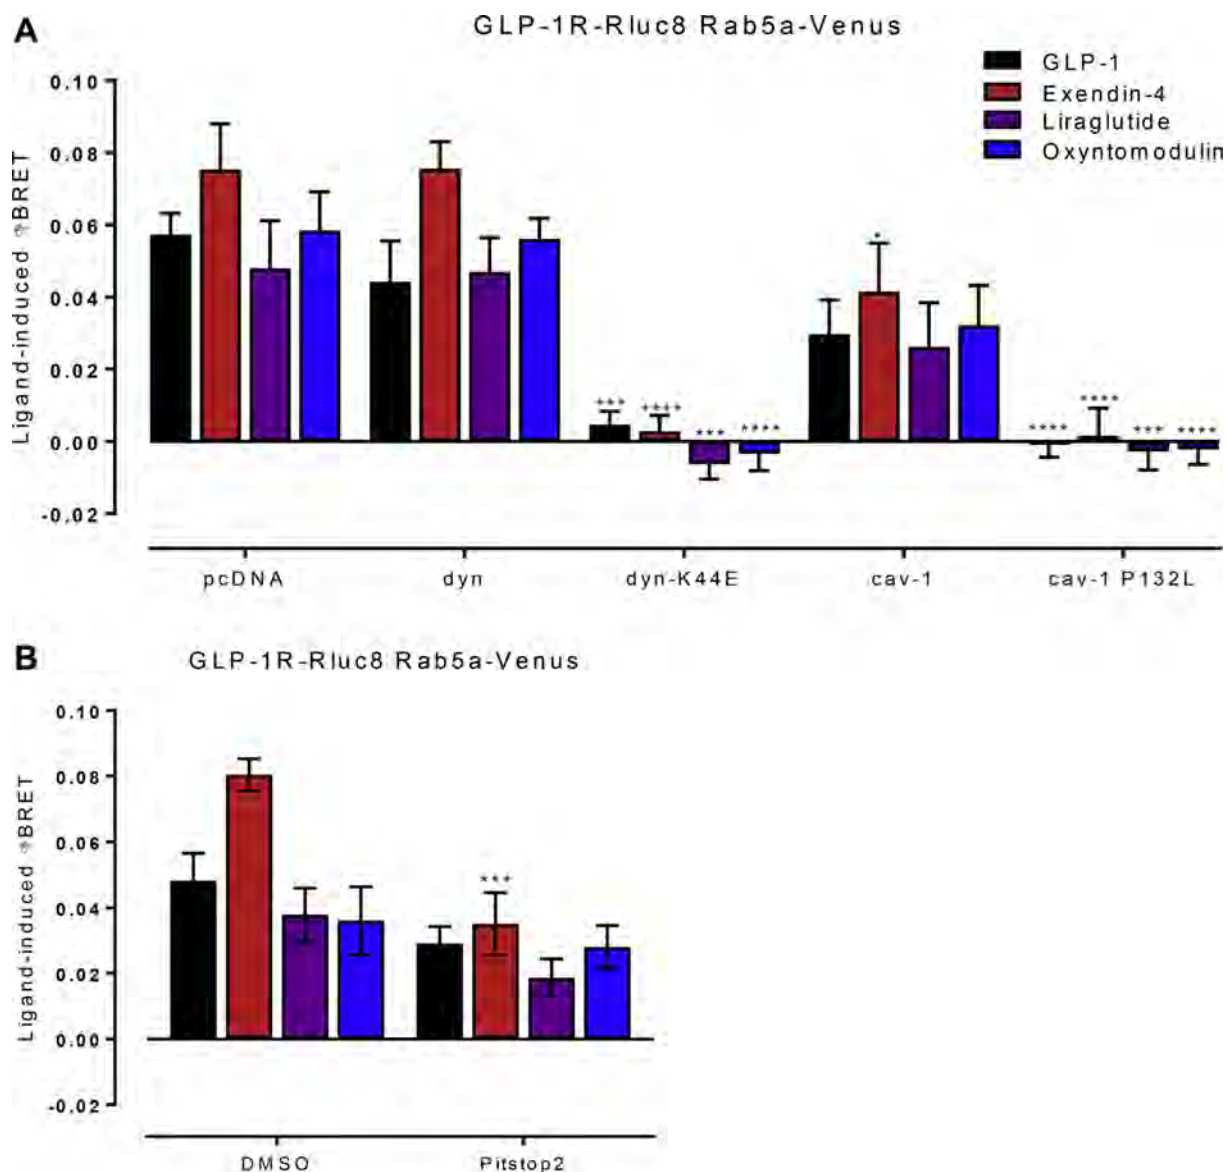 A
GLP-1R-Rluc8 Rab5a-Venus
GLP-1
Exendin-4
Liraglutide
Oxyntomodulin
Ligand-induced BRET
0.10
0.08
0.06
0.04
0.02
0.00
-0.02
*
*** **** *** ****
**** **** *** ****
pcDNA dyn dyn-K44E cav-1 cav-1 P132L
B
GLP-1R-Rluc8 Rab5a-Venus
Ligand-induced BRET
0.10
0.08
0.06
0.04
0.02
0.00
-0.02
***
DMSO Pitstop2